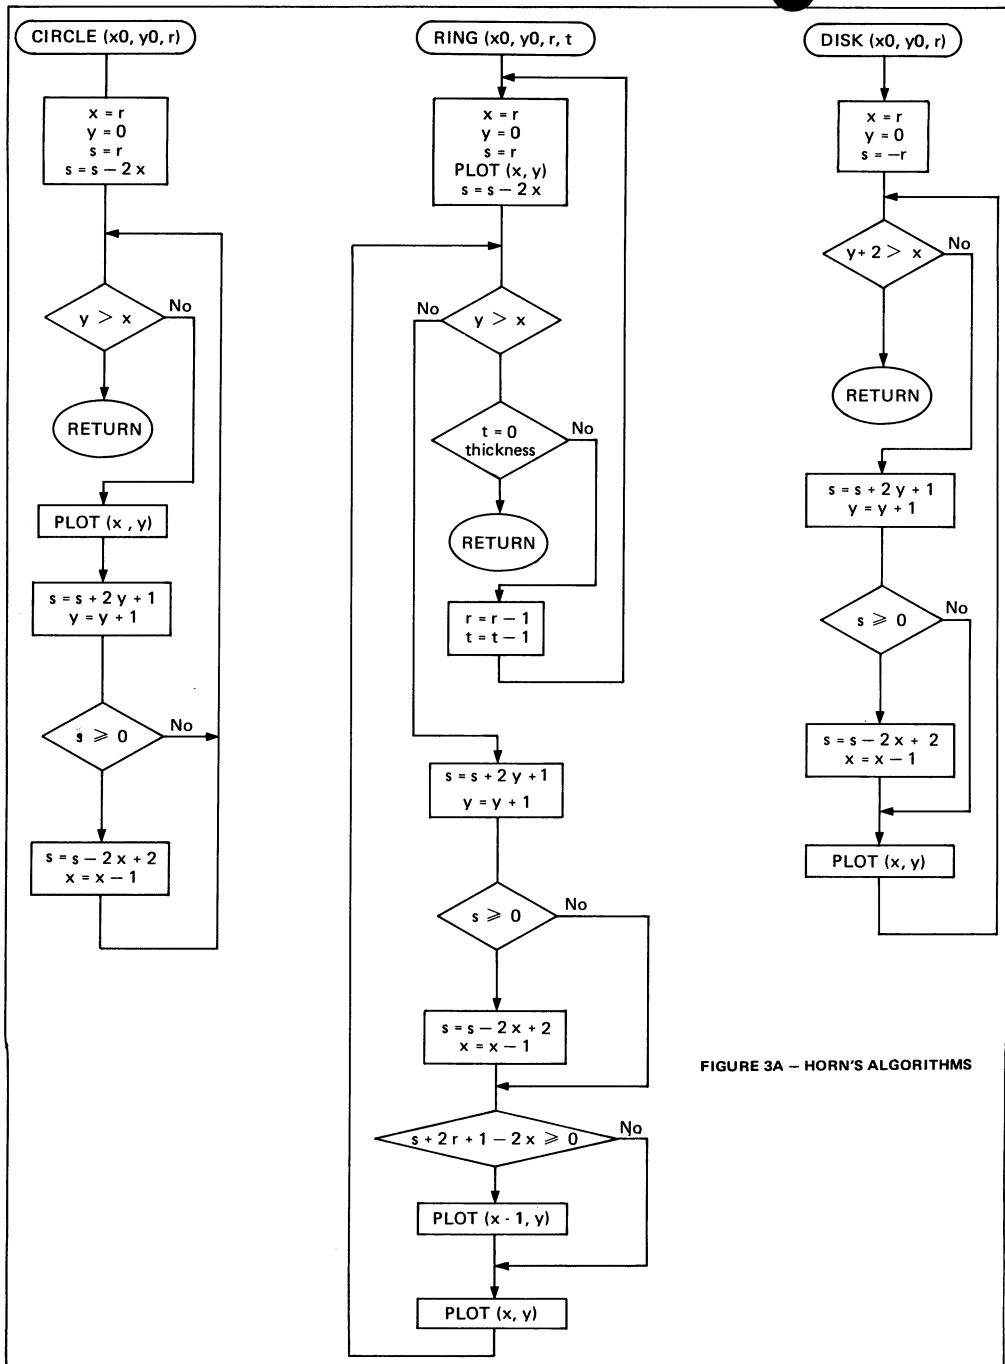 CIRCLE (x0, y0, r)
x = r
y = 0
s = r
s = s − 2 x
y > x
No
RETURN
PLOT (x , y)
s = s + 2 y + 1
y = y + 1
s ⩾ 0
No
s = s − 2 x + 2
x = x − 1
RING (x0, y0, r, t
x = r
y = 0
s = r
PLOT (x, y)
s = s − 2 x
y > x
No
t = 0
thickness
No
RETURN
r = r − 1
t = t − 1
s = s + 2 y + 1
y = y + 1
s ⩾ 0
No
s = s − 2 x + 2
x = x − 1
s + 2 r + 1 − 2 x ⩾ 0
No
PLOT (x - 1, y)
PLOT (x, y)
DISK (x0, y0, r)
x = r
y = 0
s = −r
y+ 2 > x
No
RETURN
s = s + 2 y + 1
y = y + 1
s ⩾ 0
No
s = s − 2 x + 2
x = x − 1
PLOT (x, y)
FIGURE 3A – HORN'S ALGORITHMS